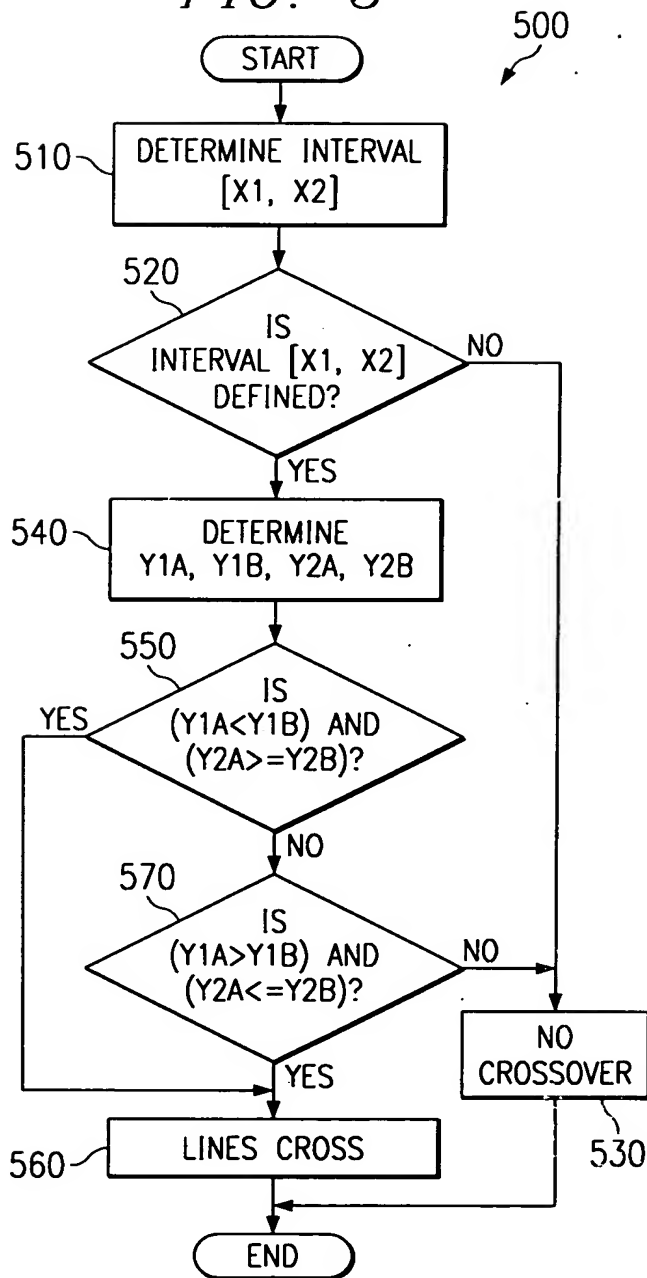 500
START
510
DETERMINE INTERVAL
[X1, X2]
520
IS
INTERVAL [X1, X2]
DEFINED?
NO
YES
540
DETERMINE
Y1A, Y1B, Y2A, Y2B
550
YES
IS
(Y1A<Y1B) AND
(Y2A>=Y2B)?
NO
570
IS
(Y1A>Y1B) AND
(Y2A<=Y2B)?
NO
YES
NO
CROSSOVER
530
560
LINES CROSS
END